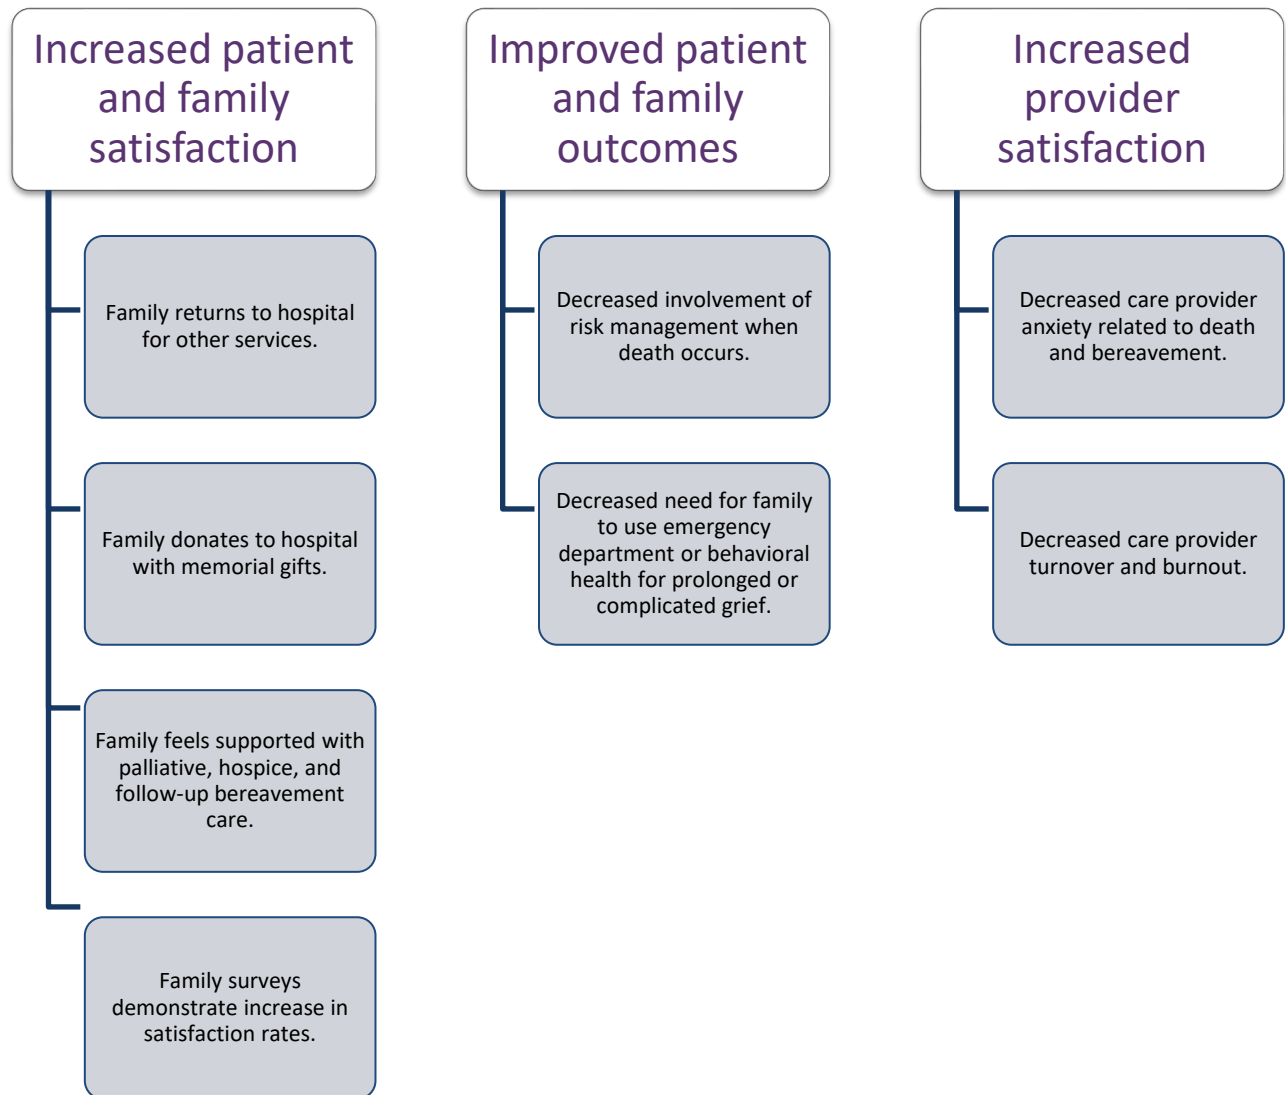 Increased patient
and family
satisfaction
Family returns to hospital
for other services.
Family donates to hospital
with memorial gifts.
Family feels supported with
palliative, hospice, and
follow-up bereavement
care.
Family surveys
demonstrate increase in
satisfaction rates.
Improved patient
and family
outcomes
Decreased involvement of
risk management when
death occurs.
Decreased need for family
to use emergency
department or behavioral
health for prolonged or
complicated grief.
Increased
provider
satisfaction
Decreased care provider
anxiety related to death
and bereavement.
Decreased care provider
turnover and burnout.